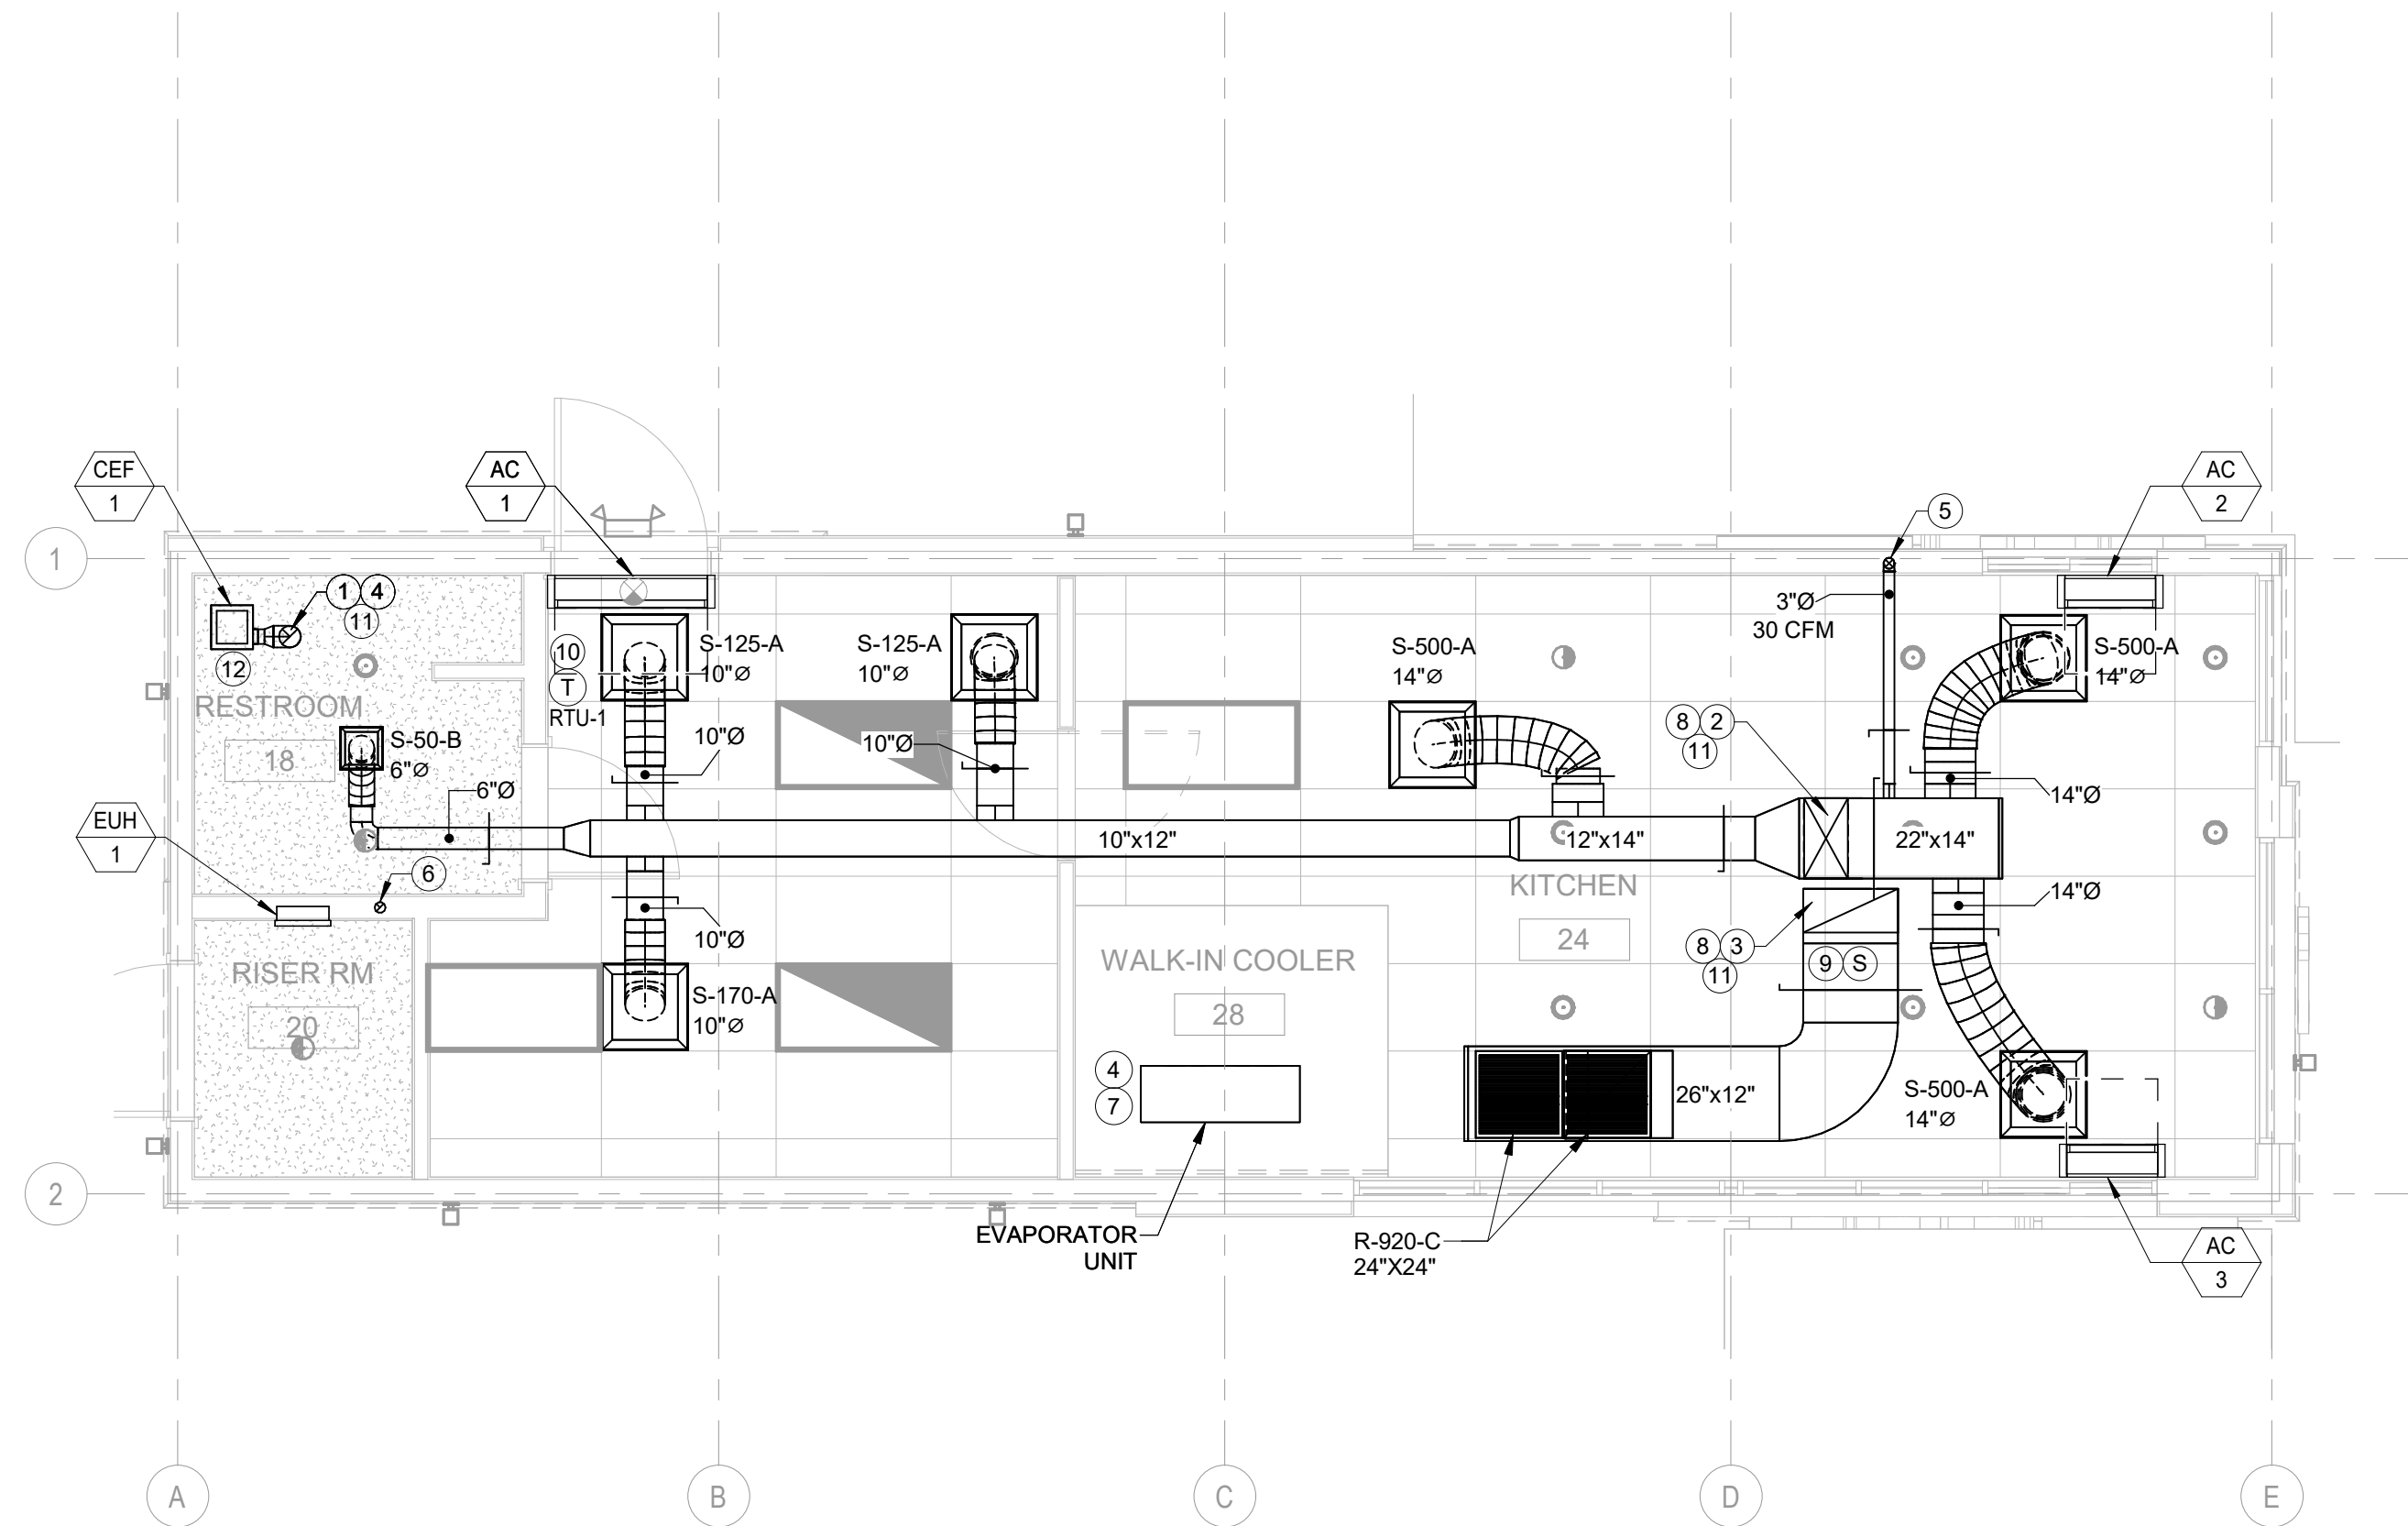 CEF
1
AC
1
AC
2
5
1
1
4
11
12
3"Ø
30 CFM
10
T
RTU-1
S-125-A
10"Ø
S-125-A
10"Ø
S-500-A
14"Ø
S-500-A
14"Ø
RESTROOM
18
S-50-B
6"Ø
10"Ø
10"Ø
8
2
11
6"Ø
14"Ø
EUH
1
10"x12"
12"x14"
22"x14"
6
KITCHEN
24
14"Ø
10"Ø
8
3
11
9
S
RISER RM
20
WALK-IN COOLER
28
S-170-A
10"Ø
4
7
26"x12"
S-500-A
14"Ø
2
EVAPORATOR
UNIT
R-920-C
24"X24"
AC
3
A
B
C
D
E